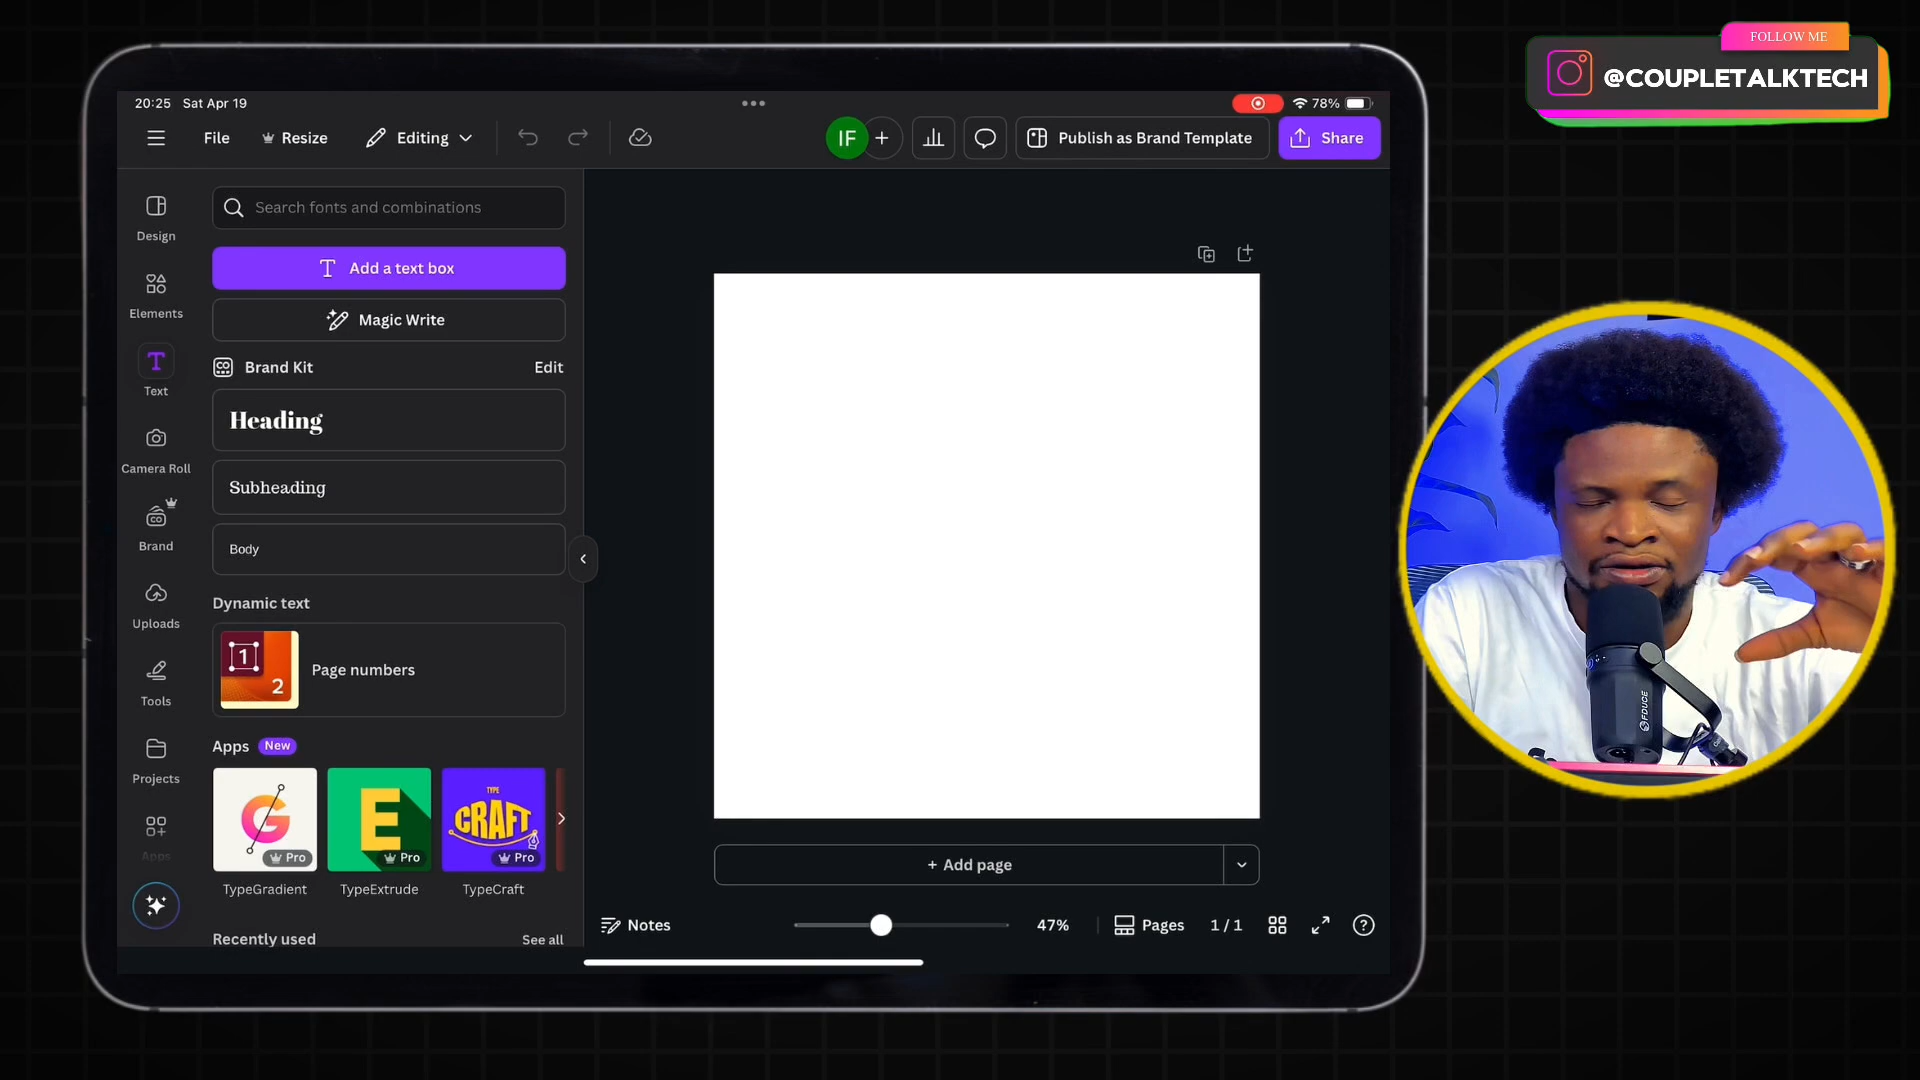 FOLLOW ME
@COUPLETALKTECH
20:25 Sat Apr 19
78%
File
Resize
Editing
IF
Publish as Brand Template
Share
Design
Elements
Text
Camera Roll
Brand
Uploads
Tools
Projects
Apps
Search fonts and combinations
Add a text box
Magic Write
CO
Brand Kit
Edit
Heading
Subheading
Body
Dynamic text
1
2
Page numbers
Apps
New
G
Pro
TypeGradient
E
Pro
TypeExtrude
TYPE
CRAFT
Pro
TypeCraft
Recently used
See all
+ Add page
Notes
47%
Pages
1 / 1
FDUCE